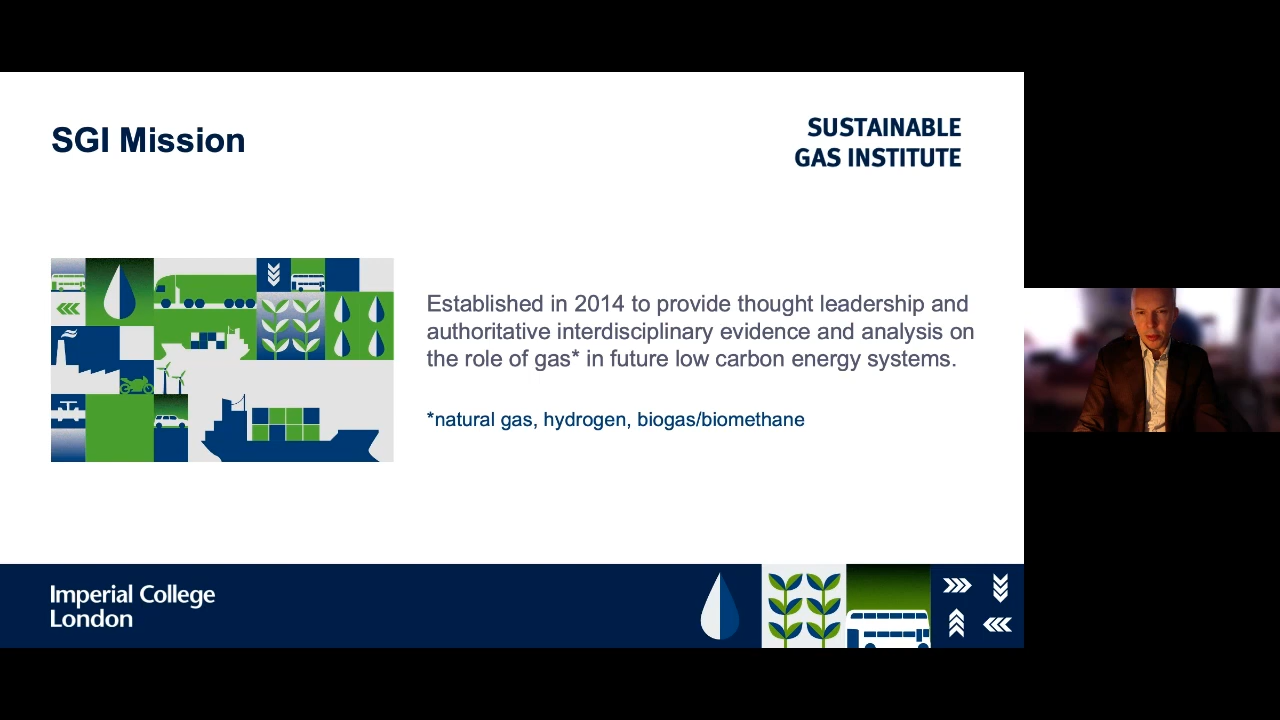 SGI Mission
SUSTAINABLE
GAS INSTITUTE
Established in 2014 to provide thought leadership and
authoritative interdisciplinary evidence and analysis on
the role of gas* in future low carbon energy systems.
*natural gas, hydrogen, biogas/biomethane
Imperial College
London